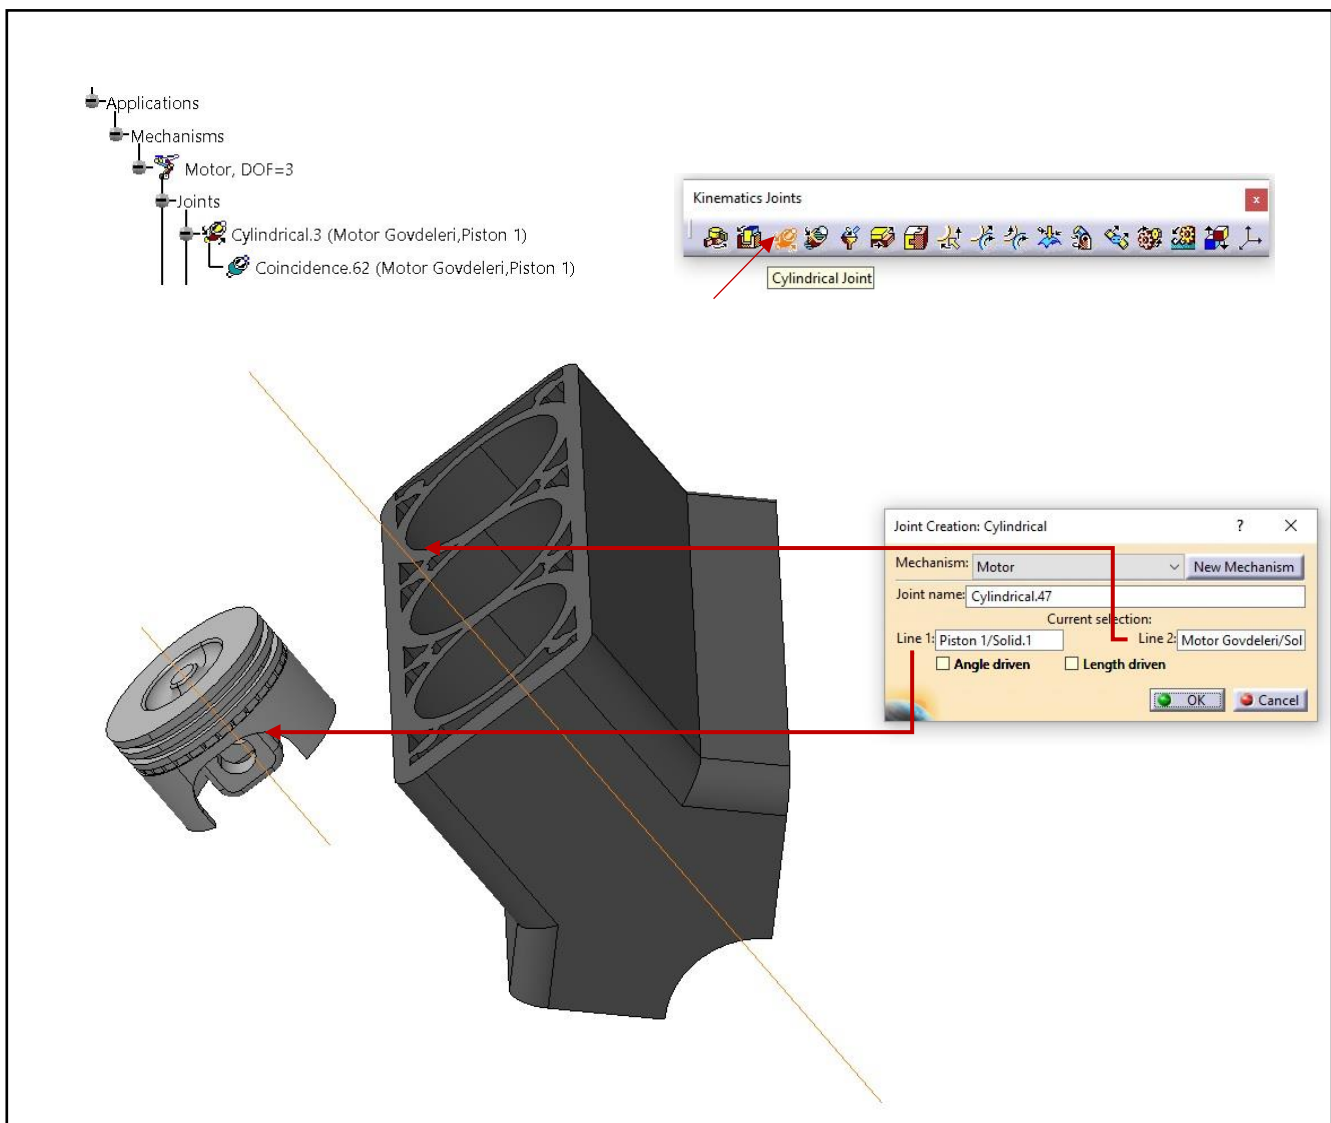 Applications
Mechanisms
Motor, DOF=3
Joints
Cylindrical.3 (Motor Govdeleri,Piston 1)
Coincidence.62 (Motor Govdeleri,Piston 1)
Kinematics Joints
x
Cylindrical Joint
Joint Creation: Cylindrical ? X
Mechanism: Motor New Mechanism
Joint name: Cylindrical.47
Current selection:
Line 1: Piston 1/Solid.1 Line 2: Motor Govdeleri/Sol
Angle driven Length driven
OK Cancel